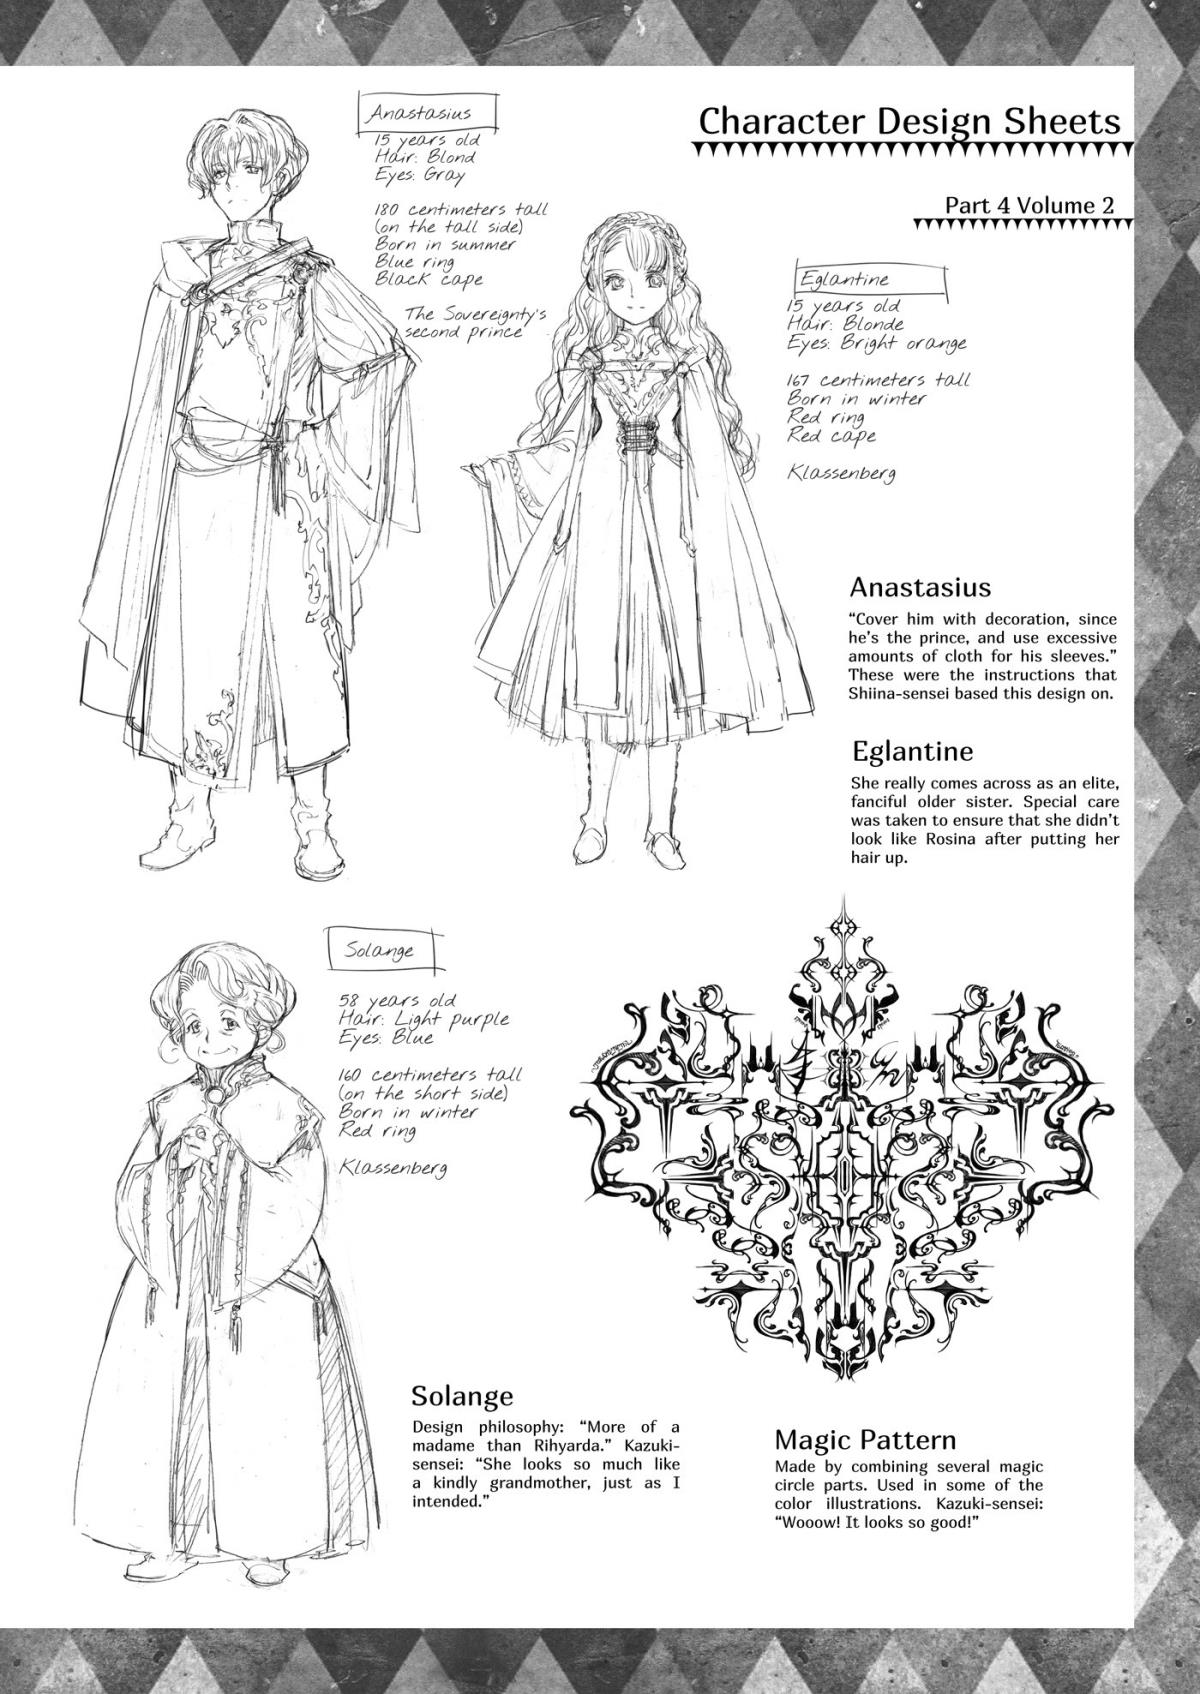 Character Design Sheets
Part 4 Volume 2
Anastasius
15 years old
Hair: Blond
Eyes: Gray
180 centimeters tall
(on the tall side)
Born in summer
Blue ring
Black cape
The Sovereignty's
second prince
Eglantine
15 years old
Hair: Blonde
Eyes: Bright orange
167 centimeters tall
Born in winter
Red ring
Red cape
Klassenberg
Anastasius
“Cover him with decoration, since
he's the prince, and use excessive
amounts of cloth for his sleeves.”
These were the instructions that
Shiina-sensei based this design on.
Eglantine
She really comes across as an elite,
fanciful older sister. Special care
was taken to ensure that she didn't
look like Rosina after putting her
hair up.
Solange
58 years old
Hair: Light purple
Eyes: Blue
160 centimeters tall
(on the short side)
Born in winter
Red ring
Klassenberg
Solange
Design philosophy: “More of a
madame than Rihyarda.” Kazuki-
sensei: “She looks so much like
a kindly grandmother, just as I
intended.”
Magic Pattern
Made by combining several magic
circle parts. Used in some of the
color illustrations. Kazuki-sensei:
“Wooow! It looks so good!”